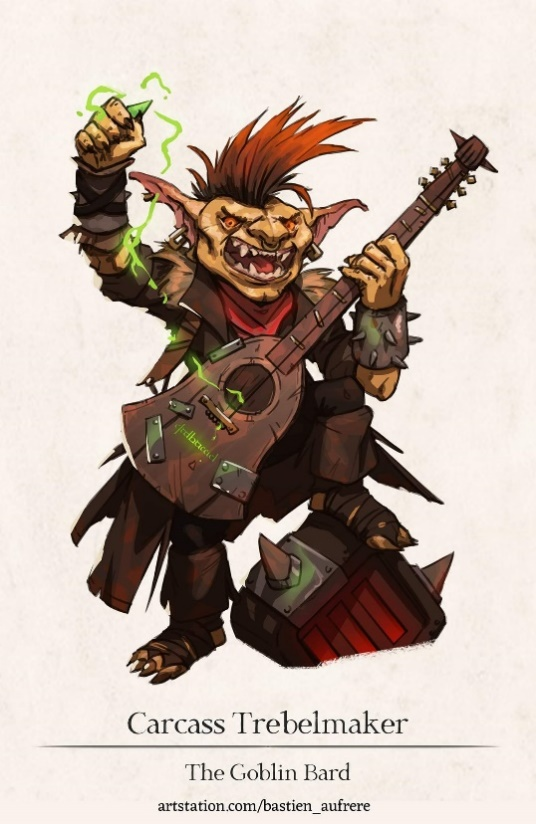 Carcass Trebelmaker
The Goblin Bard
artstation.com/bastien_aufrere